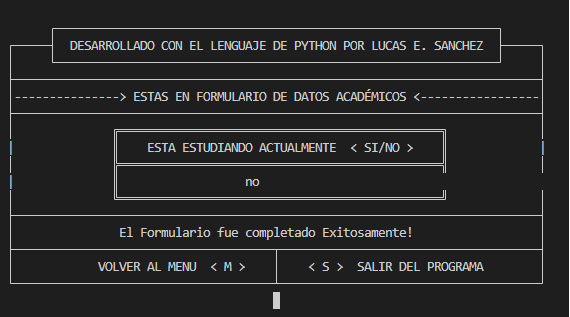 DESARROLLADO CON EL LENGUAJE DE PYTHON POR LUCAS E. SANCHEZ
---------------> ESTAS EN FORMULARIO DE DATOS ACADÉMICOS <-----------------
ESTA ESTUDIANDO ACTUALMENTE < SI/NO >
no
El Formulario fue completado Exitosamente!
VOLVER AL MENU < M > < S > SALIR DEL PROGRAMA